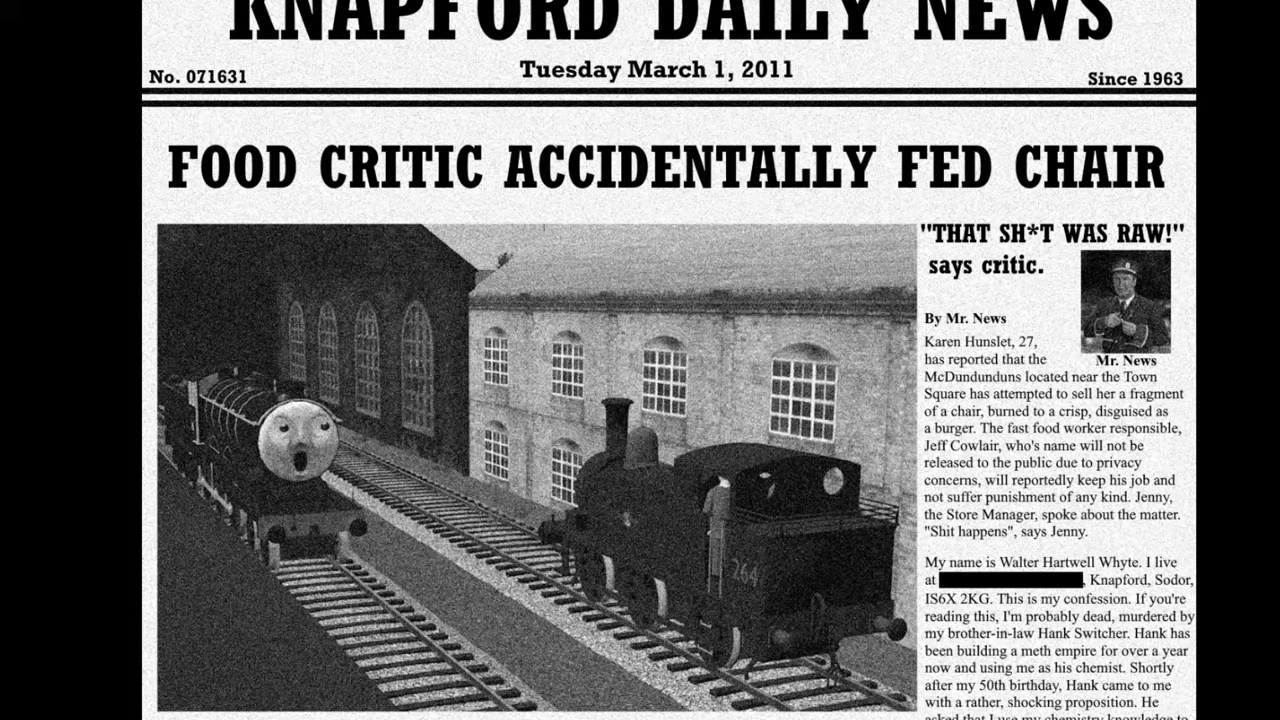 KNAPFORD DAILY NEWS
No. 071631
Tuesday March 1, 2011
Since 1963
FOOD CRITIC ACCIDENTALLY FED CHAIR
"THAT SH*T WAS RAW!"
says critic.
By Mr. News
Mr. News
Karen Hunslet, 27,
has reported that the
McDundunduns located near the Town
Square has attempted to sell her a fragment
of a chair, burned to a crisp, disguised as
a burger. The fast food worker responsible,
Jeff Cowlair, who's name will not be
released to the public due to privacy
concerns, will reportedly keep his job and
not suffer punishment of any kind. Jenny,
the Store Manager, spoke about the matter.
"Shit happens", says Jenny.
My name is Walter Hartwell Whyte. I live
at , Knapford, Sodor,
IS6X 2KG. This is my confession. If you're
reading this, I'm probably dead, murdered by
my brother-in-law Hank Switcher. Hank has
been building a meth empire for over a year
now and using me as his chemist. Shortly
after my 50th birthday, Hank came to me
with a rather, shocking proposition. He
asked that I use my chemistry knowledge to
264